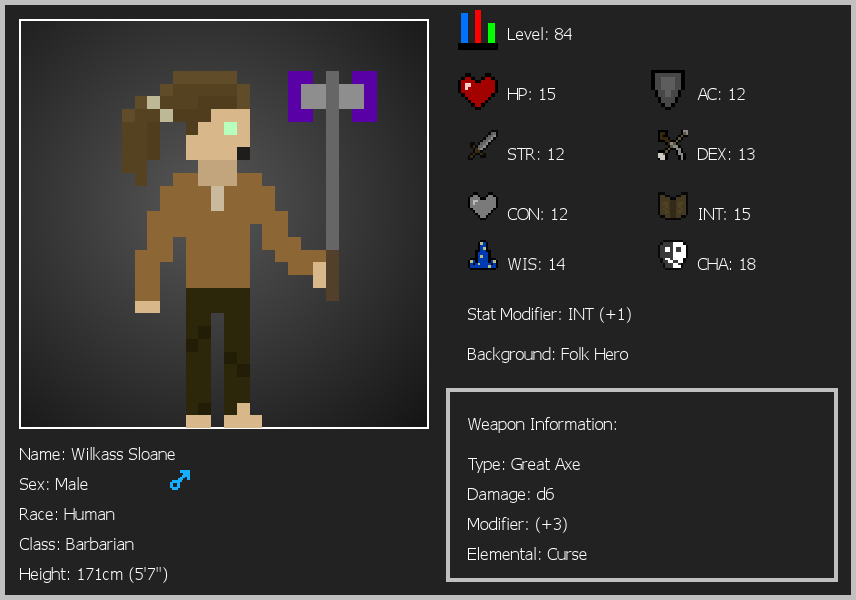 Level: 84
HP: 15
AC: 12
STR: 12
DEX: 13
CON: 12
INT: 15
WIS: 14
CHA: 18
Stat Modifier: INT (+1)
Background: Folk Hero
Weapon Information:
Type: Great Axe
Damage: d6
Modifier: (+3)
Elemental: Curse
Name: Wilkass Sloane
Sex: Male
Race: Human
Class: Barbarian
Height: 171cm (5'7")